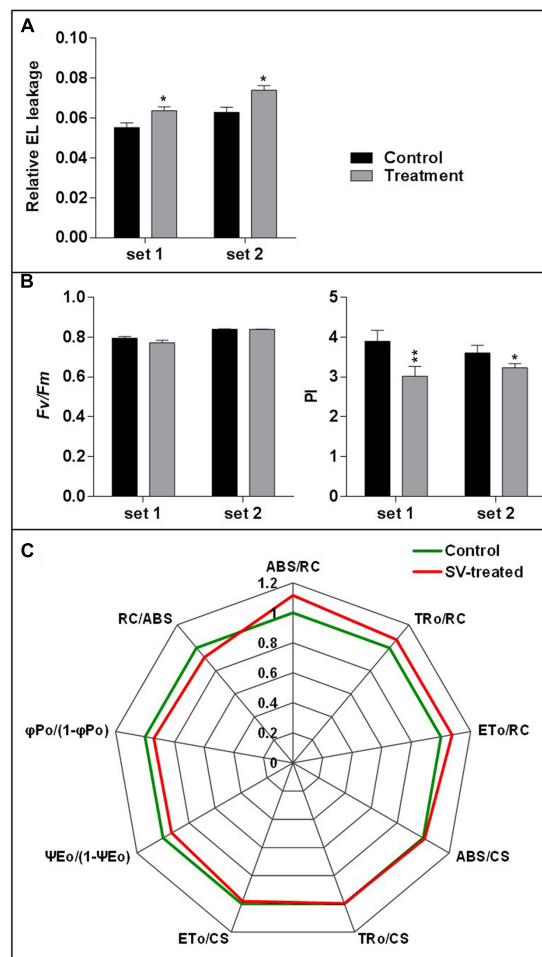 A
Relative EL leakage
0.10
0.08
0.06
0.04
0.02
0.00
*
*
set 1
set 2
Control
Treatment
B
Fv/Fm
1.0
0.8
0.6
0.4
0.2
0.0
set 1
set 2
PI
5
4
3
2
1
0
**
*
set 1
set 2
C
Control
SV-treated
ABS/RC
TRo/RC
ETo/RC
ABS/CS
TRo/CS
ETo/CS
ΨEo/(1-ΨEo)
φPo/(1-φPo)
RC/ABS
1.2
1
0.8
0.6
0.4
0.2
0